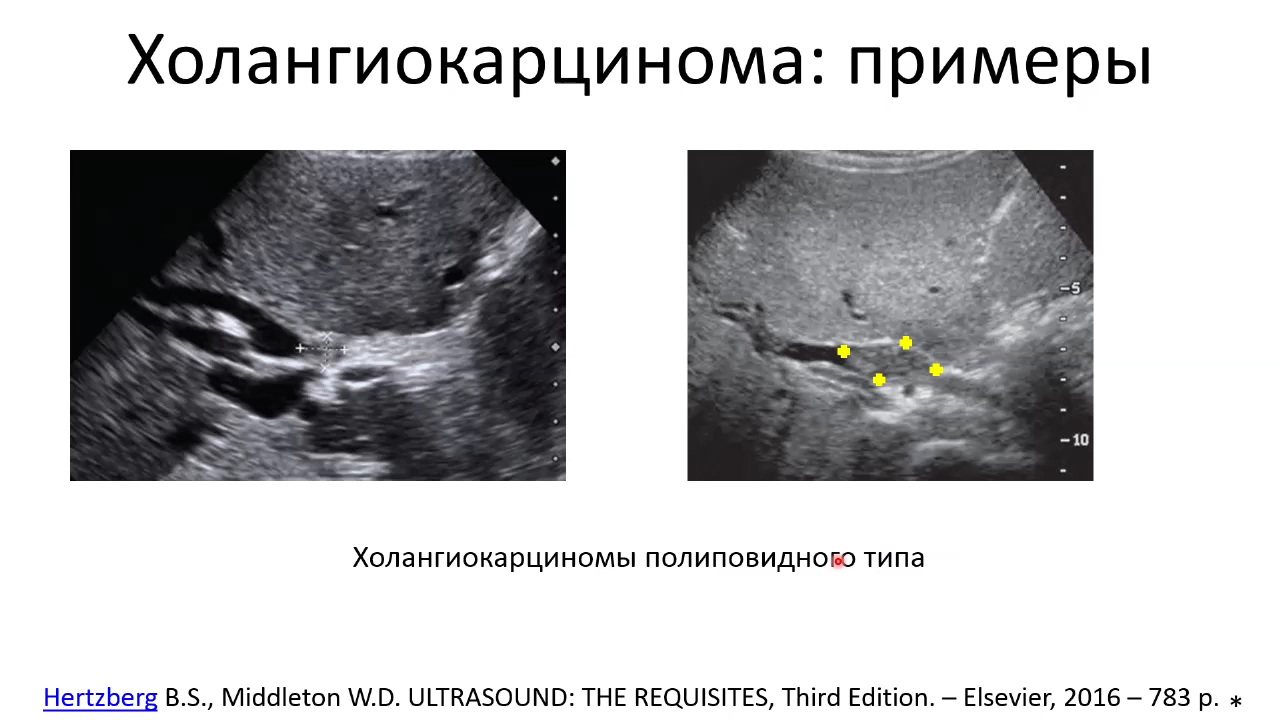 Холангиокарцинома: примеры
5
10
Холангиокарциномы полиповидного типа
Hertzberg B.S., Middleton W.D. ULTRASOUND: THE REQUISITES, Third Edition. – Elsevier, 2016 – 783 p. *